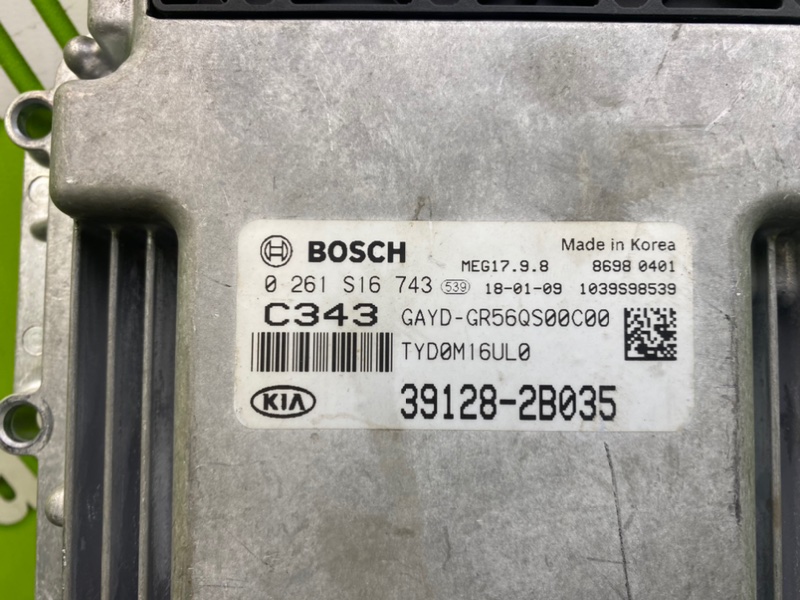 BOSCH
Made in Korea
MEG17.9.8 8698 0401
0 261 S16 743 539 18-01-09 1039S98539
C343 GAYD-GR56QS00C00
TYD0M16UL0
KIA 39128-2B035